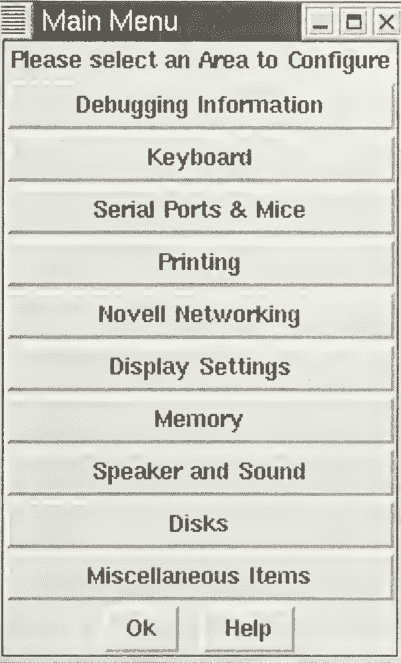 Main Menu
Please select an Area to Configure
Debugging Information
Keyboard
Serial Ports & Mice
Printing
Novell Networking
Display Settings
Memory
Speaker and Sound
Disks
Miscellaneous Items
Ok Help